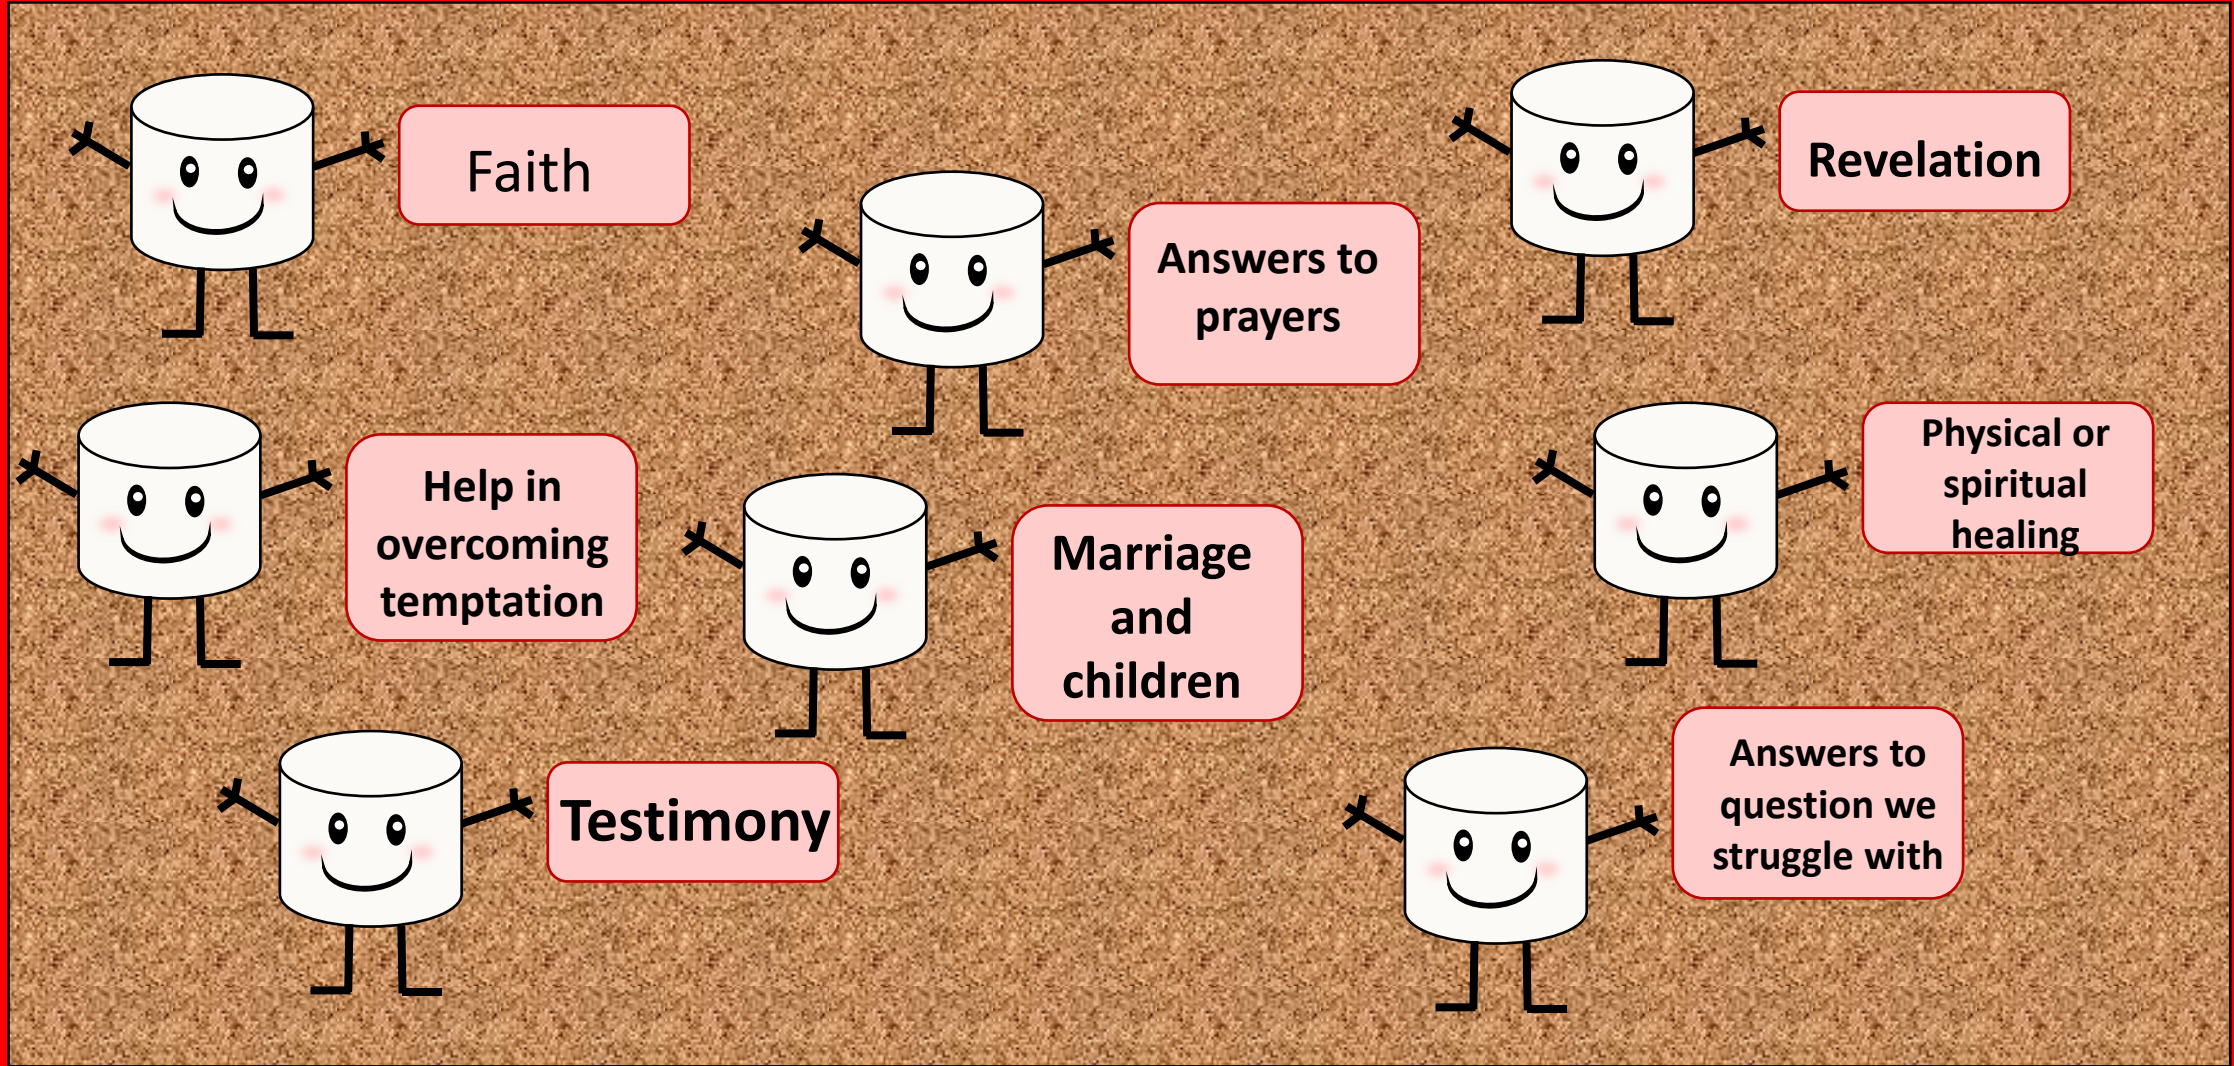 Faith
Answers to
prayers
Revelation
Help in
overcoming
temptation
Marriage
and
children
Physical or
spiritual
healing
Testimony
Answers to
question we
struggle with